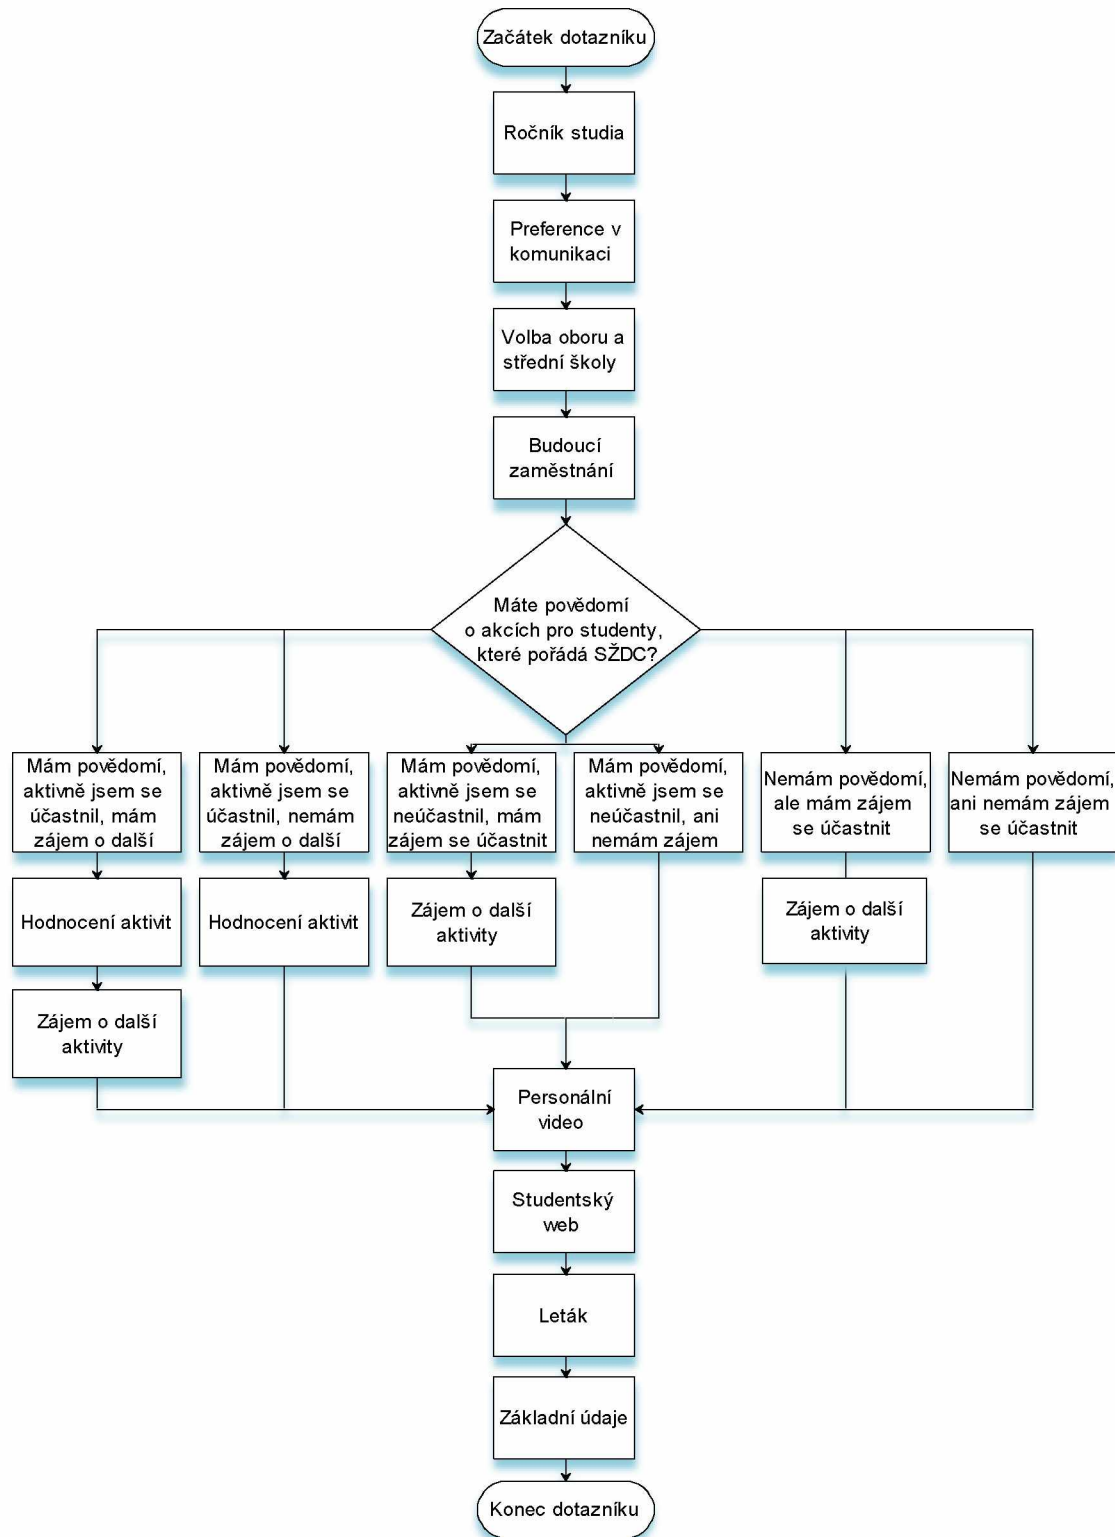 Začátek dotazníku
Ročník studia
Preference v
komunikaci
Volba oboru a
střední školy
Budoucí
zaměstnání
Máte povědomí
o akcích pro studenty,
které pořádá SŽDC?
Mám povědomí,
aktivně jsem se
účastnil, mám
zájem o další
Mám povědomí,
aktivně jsem se
účastnil, nemám
zájem o další
Mám povědomí,
aktivně jsem se
neúčastnil, mám
zájem se účastnit
Mám povědomí,
aktivně jsem se
neúčastnil, ani
nemám zájem
Nemám povědomí,
ale mám zájem
se účastnit
Nemám povědomí,
ani nemám zájem
se účastnit
Hodnocení aktivit
Hodnocení aktivit
Zájem o další
aktivity
Zájem o další
aktivity
Zájem o další
aktivity
Personální
video
Studentský
web
Leták
Základní údaje
Konec dotazníku